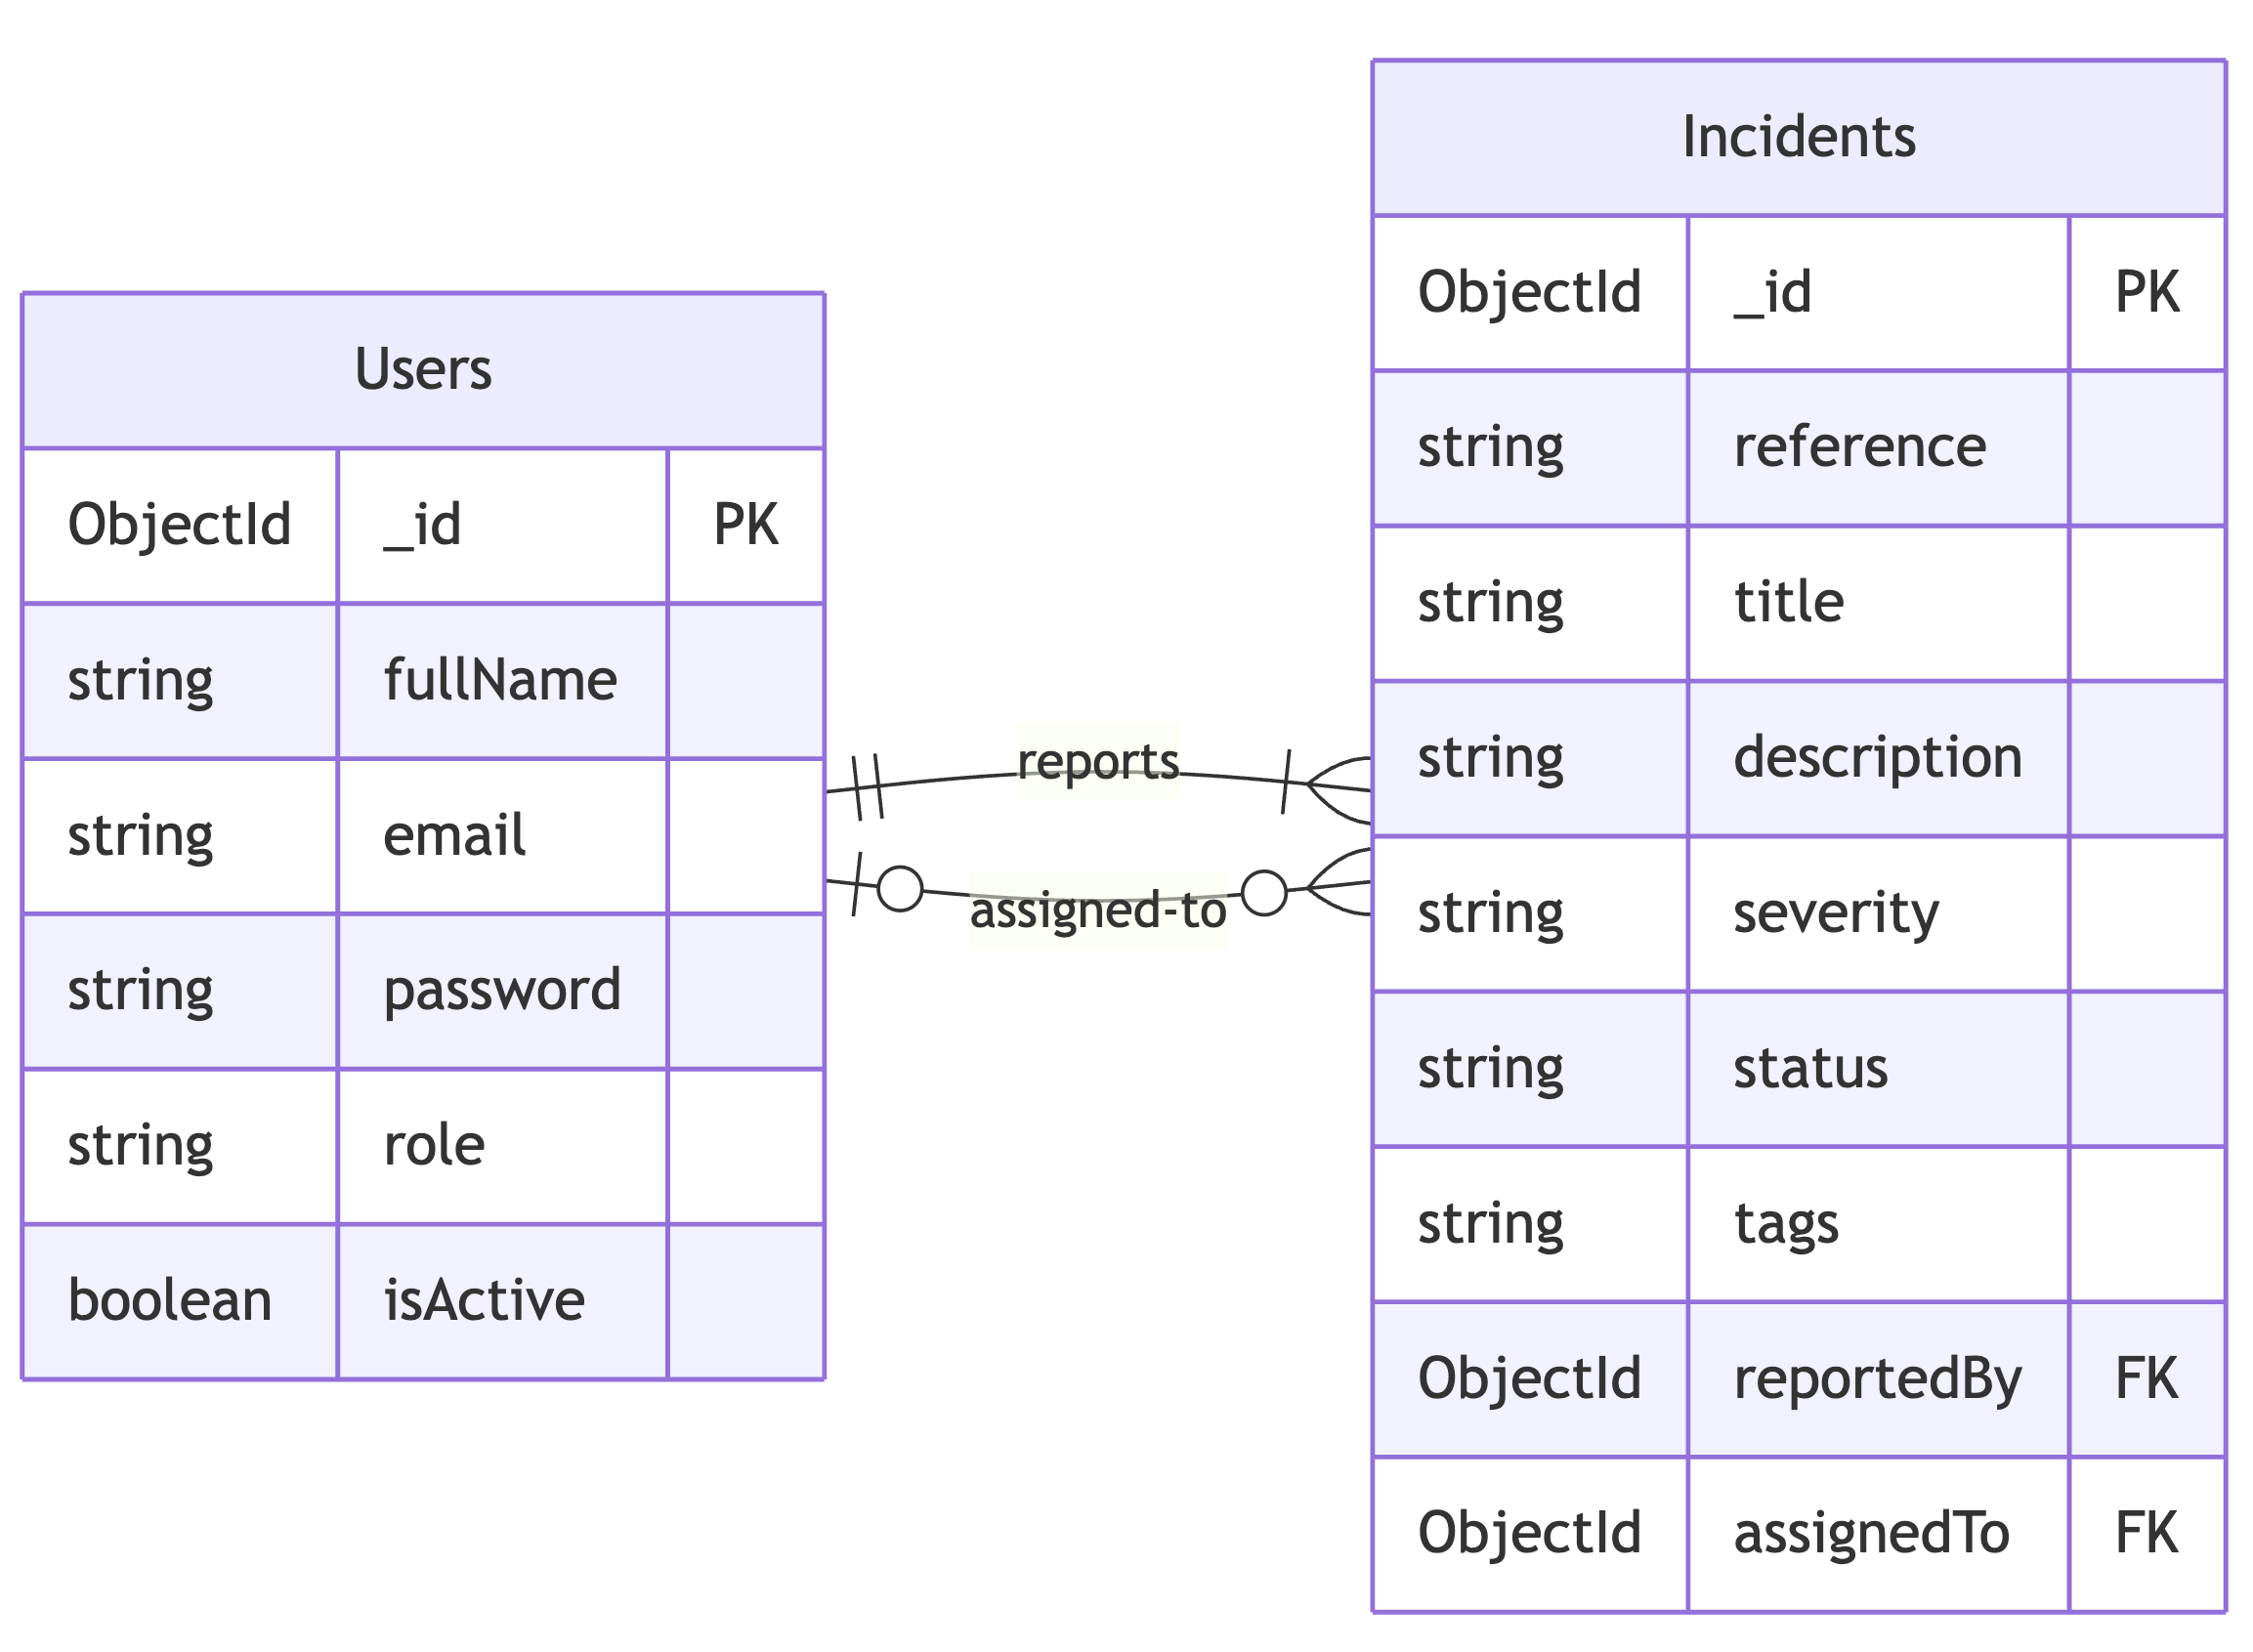 Users
ObjectId _id PK
string fullName
string email
string password
string role
boolean isActive
reports
assigned-to
Incidents
ObjectId _id PK
string reference
string title
string description
string severity
string status
string tags
ObjectId reportedBy FK
ObjectId assignedTo FK